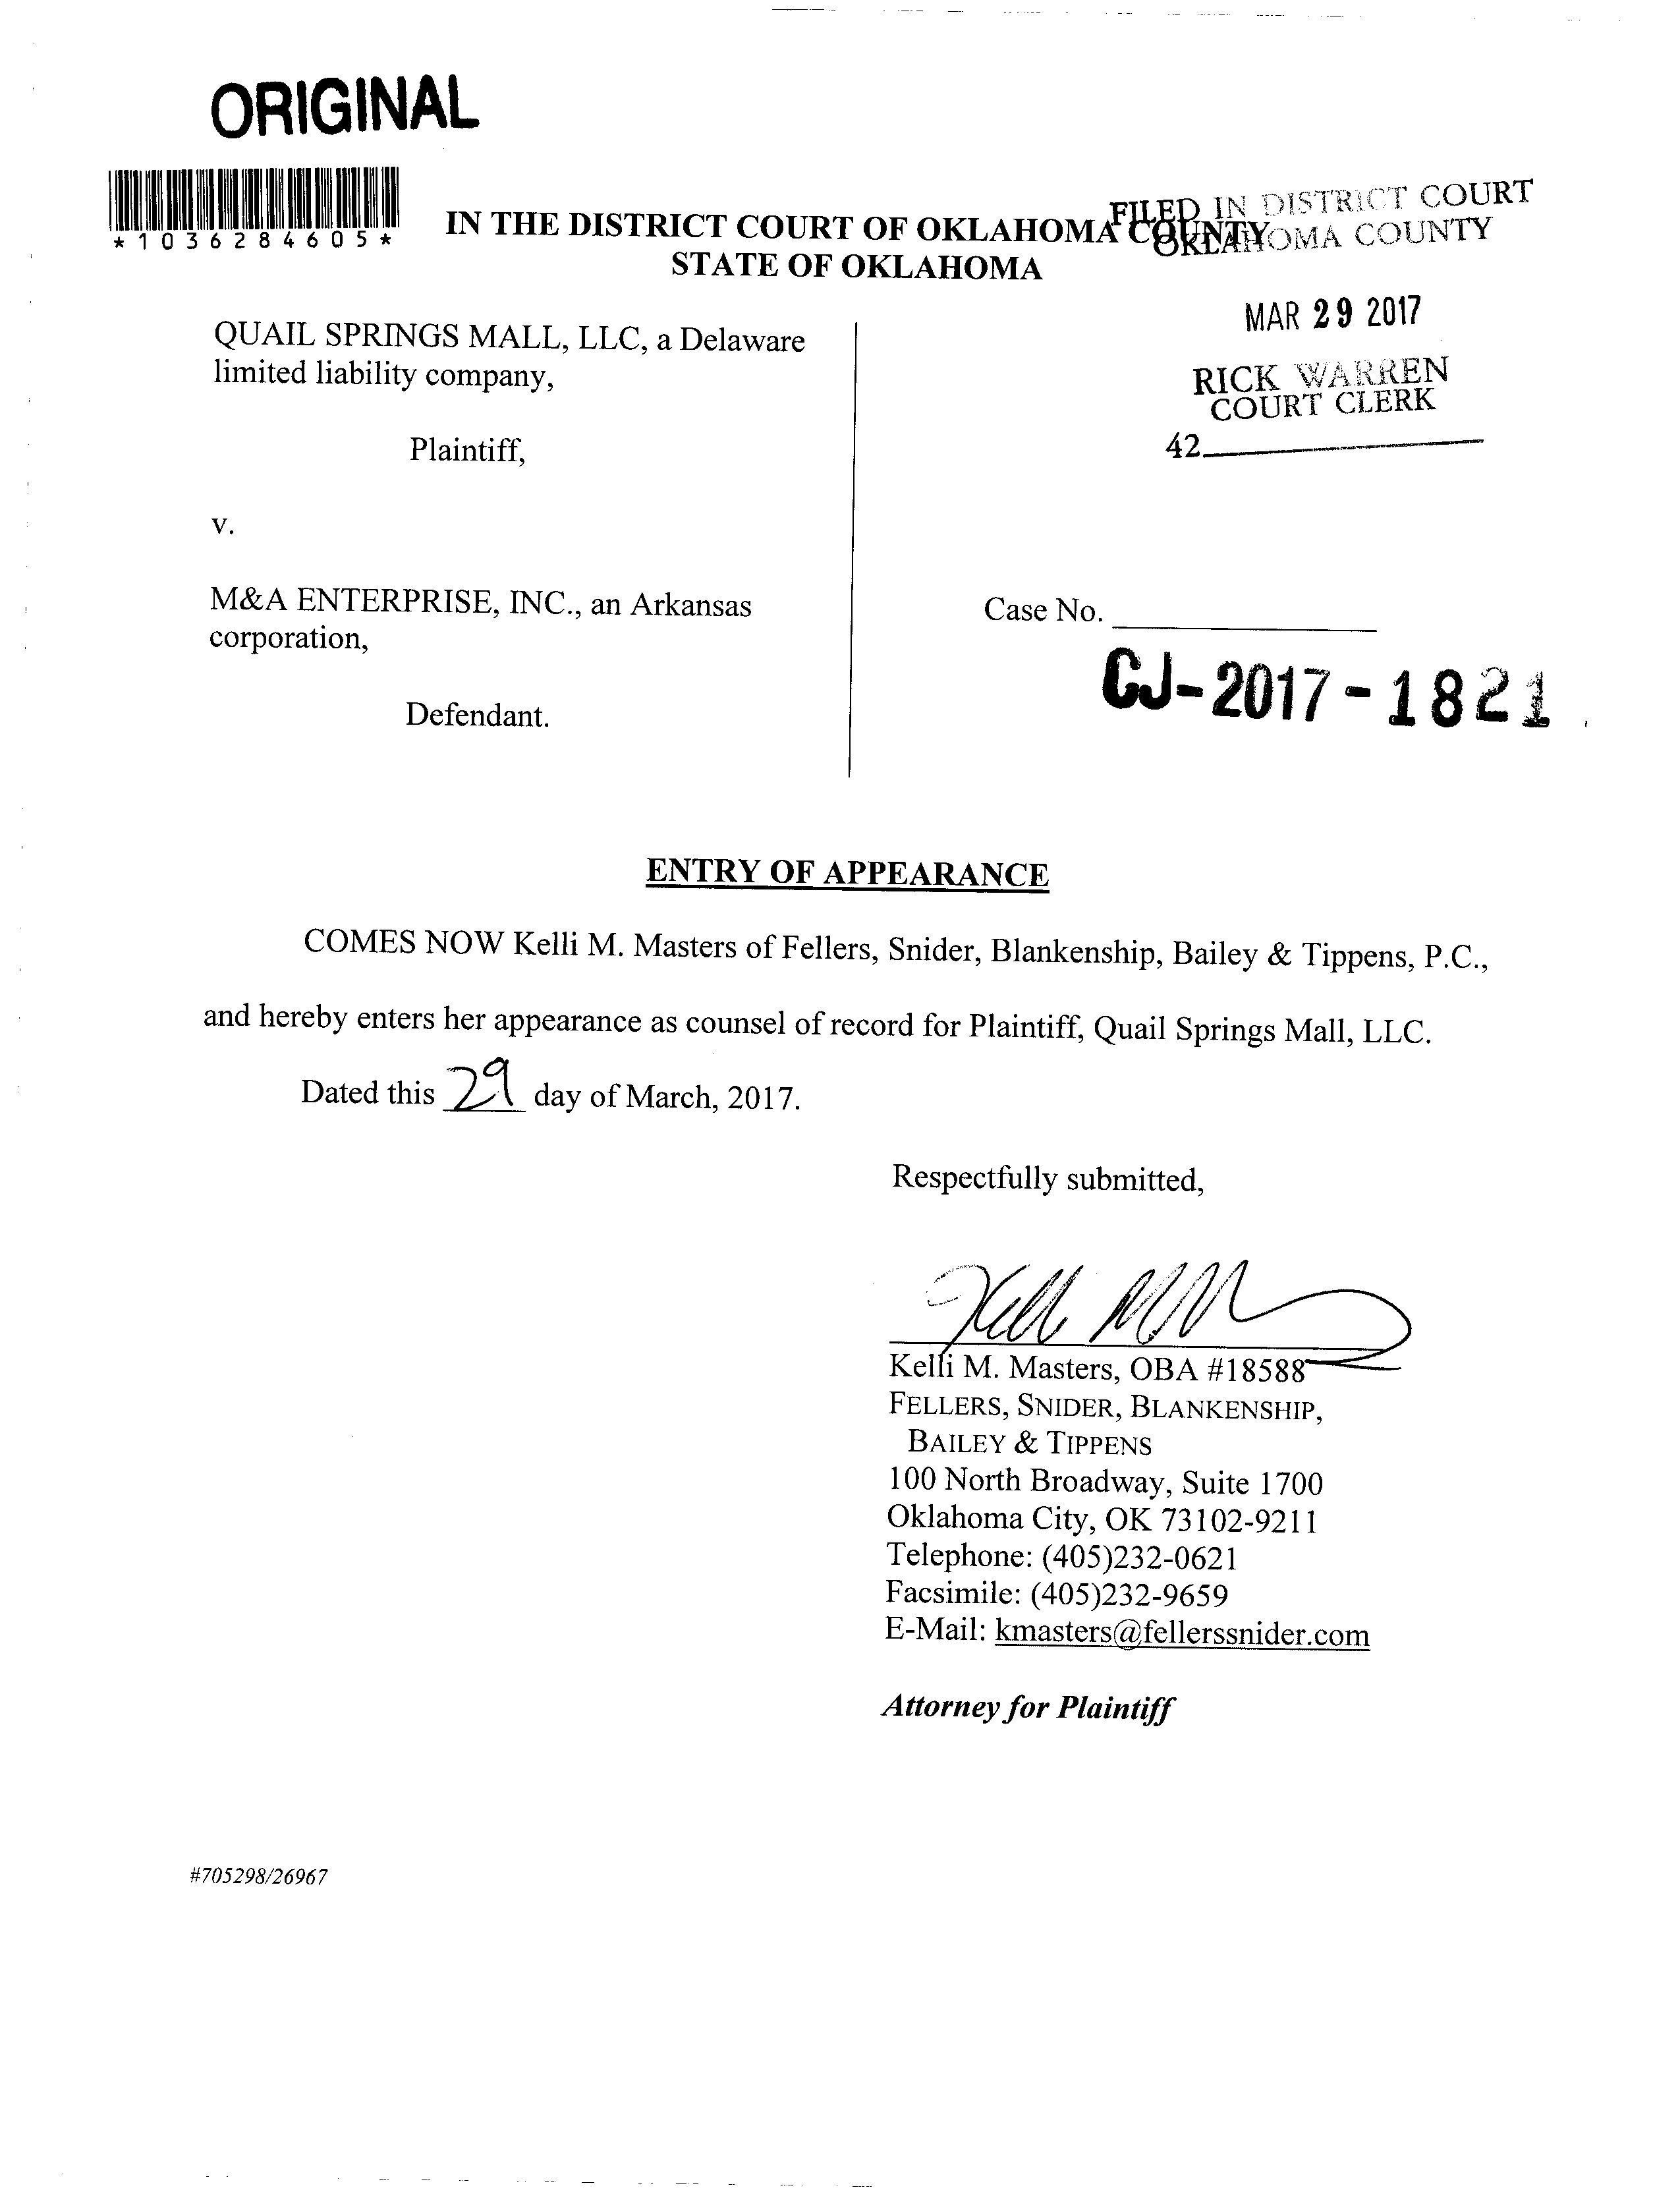 ORIGINAL
*1036284605*
IN THE DISTRICT COURT OF OKLAHOMA COUNTY
STATE OF OKLAHOMA
FILED IN DISTRICT COURT
OKLAHOMA COUNTY
MAR 29 2017
RICK WARREN
COURT CLERK
42
QUAIL SPRINGS MALL, LLC, a Delaware
limited liability company,
Plaintiff,
v.
M&A ENTERPRISE, INC., an Arkansas
corporation,
Defendant.
Case No.
CJ-2017-1821
ENTRY OF APPEARANCE
COMES NOW Kelli M. Masters of Fellers, Snider, Blankenship, Bailey & Tippens, P.C.,
and hereby enters her appearance as counsel of record for Plaintiff, Quail Springs Mall, LLC.
Dated this 29 day of March, 2017.
Respectfully submitted,
Kelli M. Masters, OBA #18588
FELLERS, SNIDER, BLANKENSHIP,
BAILEY & TIPPENS
100 North Broadway, Suite 1700
Oklahoma City, OK 73102-9211
Telephone: (405)232-0621
Facsimile: (405)232-9659
E-Mail: kmasters@fellerssnider.com
Attorney for Plaintiff
#705298/26967